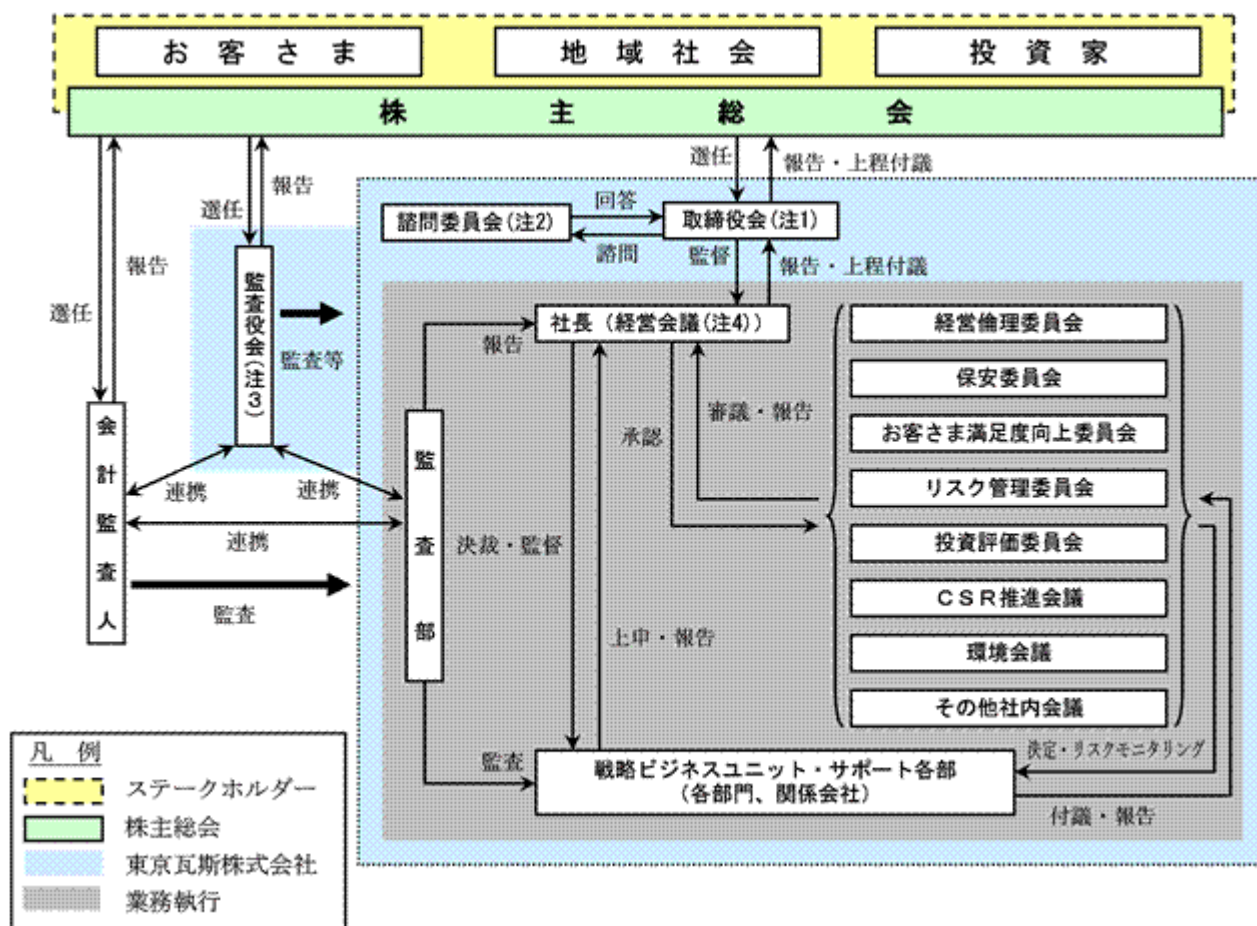 お客さま
地域社会
投資家
株主総会
選任
報告・上程付議
報告
選任
回答
諮問委員会(注2)
取締役会(注1)
諮問
監督
報告・上程付議
報告
選任
監査役会(注3)
監査等
社長（経営会議(注4)）
報告
経営倫理委員会
保安委員会
お客さま満足度向上委員会
リスク管理委員会
投資評価委員会
CSR推進会議
環境会議
その他社内会議
審議・報告
承認
会計監査人
監査部
連携
連携
連携
決裁・監督
監査
上申・報告
監査
決定・リスクモニタリング
戦略ビジネスユニット・サポート各部
（各部門、関係会社）
付議・報告
凡 例
ステークホルダー
株主総会
東京瓦斯株式会社
業務執行